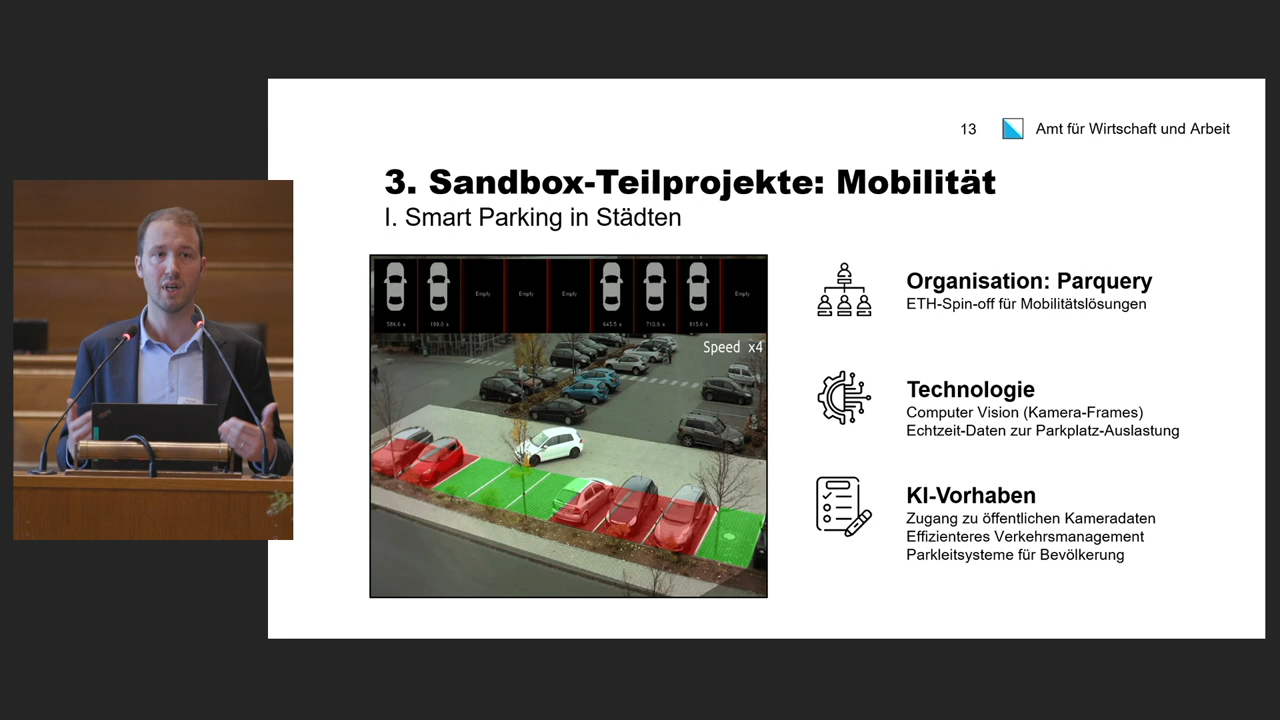 13 Amt für Wirtschaft und Arbeit
3. Sandbox-Teilprojekte: Mobilität
I. Smart Parking in Städten
Empty Empty Empty Empty
Speed x4
Organisation: Parquery
ETH-Spin-off für Mobilitätslösungen
Technologie
Computer Vision (Kamera-Frames)
Echtzeit-Daten zur Parkplatz-Auslastung
KI-Vorhaben
Zugang zu öffentlichen Kameradaten
Effizienteres Verkehrsmanagement
Parkleitsysteme für Bevölkerung